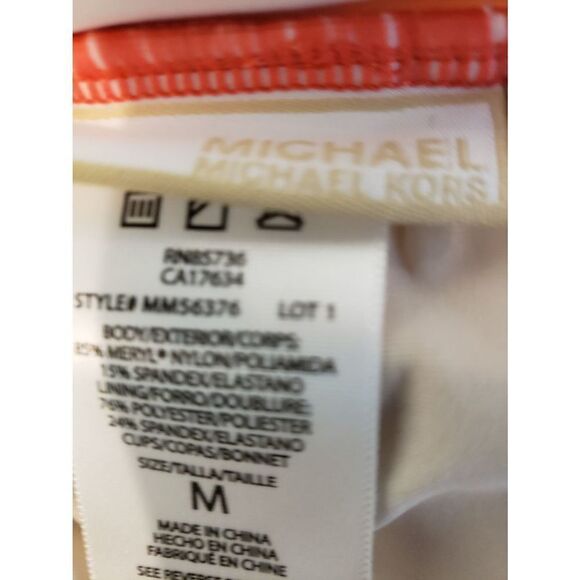 MICHAEL
MICHAEL KORS
RN85736
CA17634
STYLE# MM56376 LOT 1
BODY/EXTERIOR/CORPS:
85% MERYL® NYLON/POLIAMIDA
15% SPANDEX/ELASTANO
LINING/FORRO/DOUBLURE:
76% POLYESTER/POLIESTER
24% SPANDEX/ELASTANO
CUPS/COPAS/BONNET
SIZE/TALLA/TAILLE
M
MADE IN CHINA
HECHO EN CHINA
FABRIQUÉ EN CHINE
SEE REVERSE